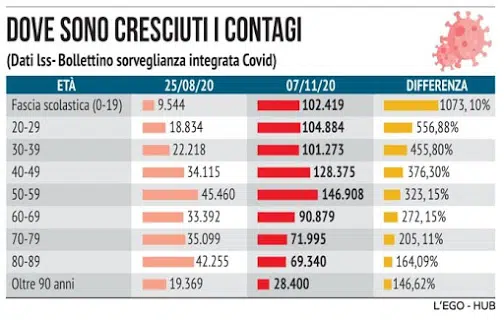 DOVE SONO CRESCIUTI I CONTAGI
(Dati Iss- Bollettino sorveglianza integrata Covid)
ETÀ 25/08/20 07/11/20 DIFFERENZA
Fascia scolastica (0-19) 9.544 102.419 1073,10%
20-29 18.834 104.884 556,88%
30-39 22.218 101.273 455,80%
40-49 34.115 128.375 376,30%
50-59 45.460 146.908 323,15%
60-69 33.392 90.879 272,15%
70-79 35.099 71.995 205,11%
80-89 42.255 69.340 164,09%
Oltre 90 anni 19.369 28.400 146,62%
L'EGO - HUB